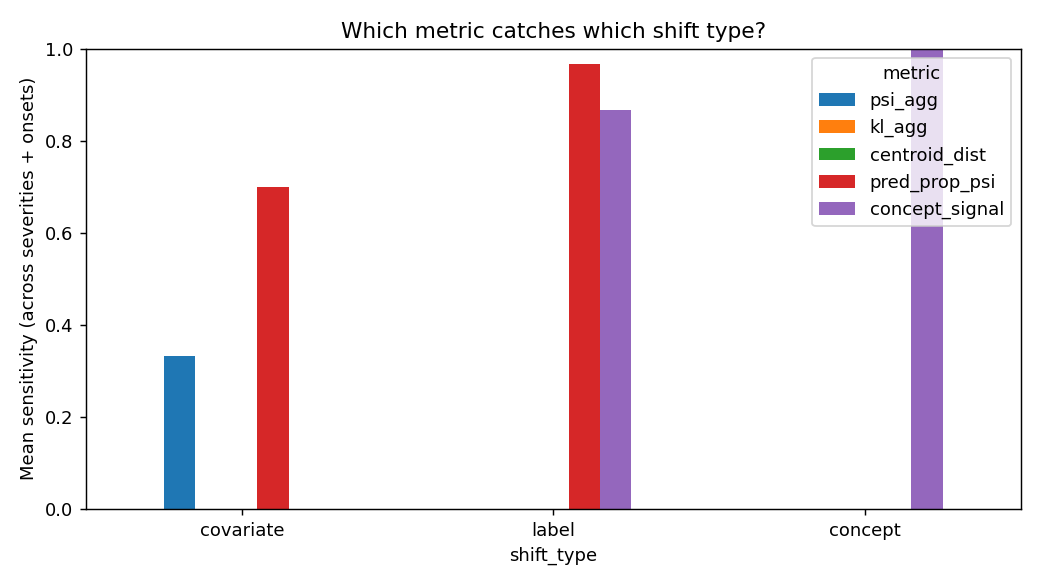 Which metric catches which shift type?
Mean sensitivity (across severities + onsets)
1.0
0.8
0.6
0.4
0.2
0.0
metric
psi_agg
kl_agg
centroid_dist
pred_prop_psi
concept_signal
covariate
label
concept
shift_type